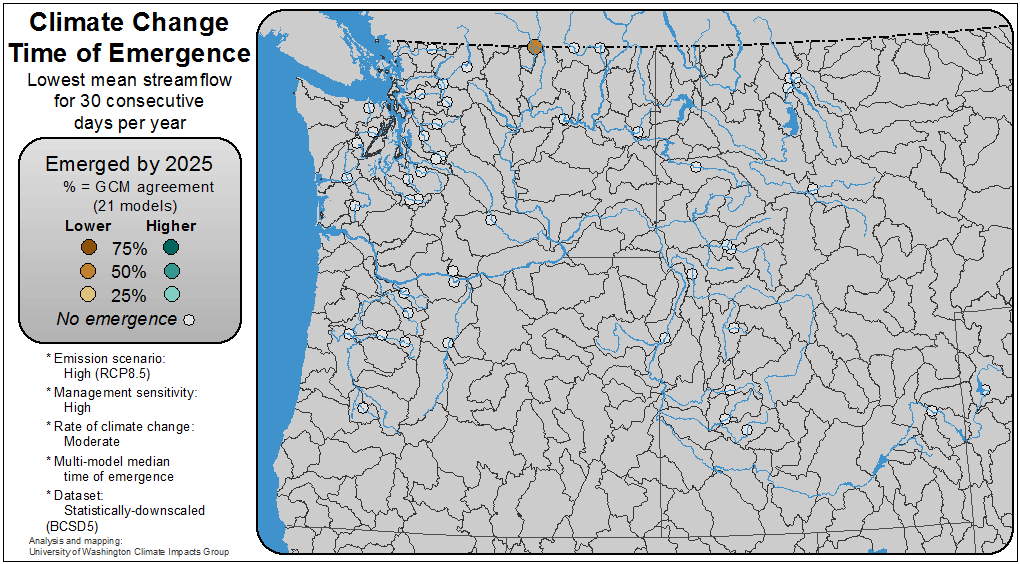 Climate Change
Time of Emergence
Lowest mean streamflow
for 30 consecutive
days per year
Emerged by 2025
% = GCM agreement
(21 models)
Lower Higher
75%
50%
25%
No emergence
* Emission scenario:
High (RCP8.5)
* Management sensitivity:
High
* Rate of climate change:
Moderate
* Multi-model median
time of emergence
* Dataset:
Statistically-downscaled
(BCSD5)
Analysis and mapping:
University of Washington Climate Impacts Group